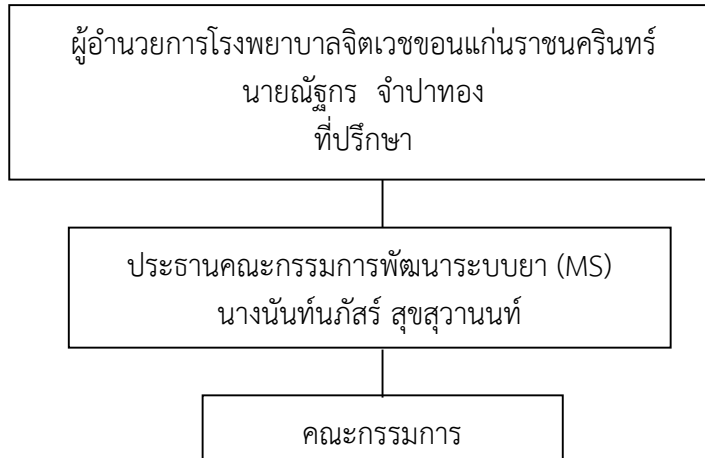 ผู้อำนวยการโรงพยาบาลจิตเวชขอนแก่นราชนครินทร์
นายณัฐกร จำปาทอง
ที่ปรึกษา
ประธานคณะกรรมการพัฒนาระบบยา (MS)
นางนันท์นภัสร์ สุขสุวานนท์
คณะกรรมการ